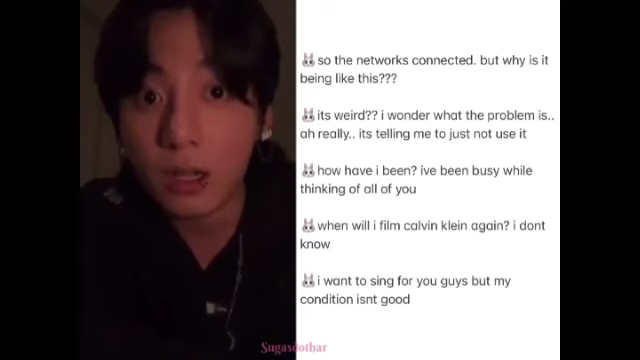 🐰so the networks connected. but why is it
being like this???
🐰its weird?? i wonder what the problem is..
ah really.. its telling me to just not use it
🐰how have i been? ive been busy while
thinking of all of you
🐰when will i film calvin klein again? i dont
know
🐰i want to sing for you guys but my
condition isnt good
Sugasdothar